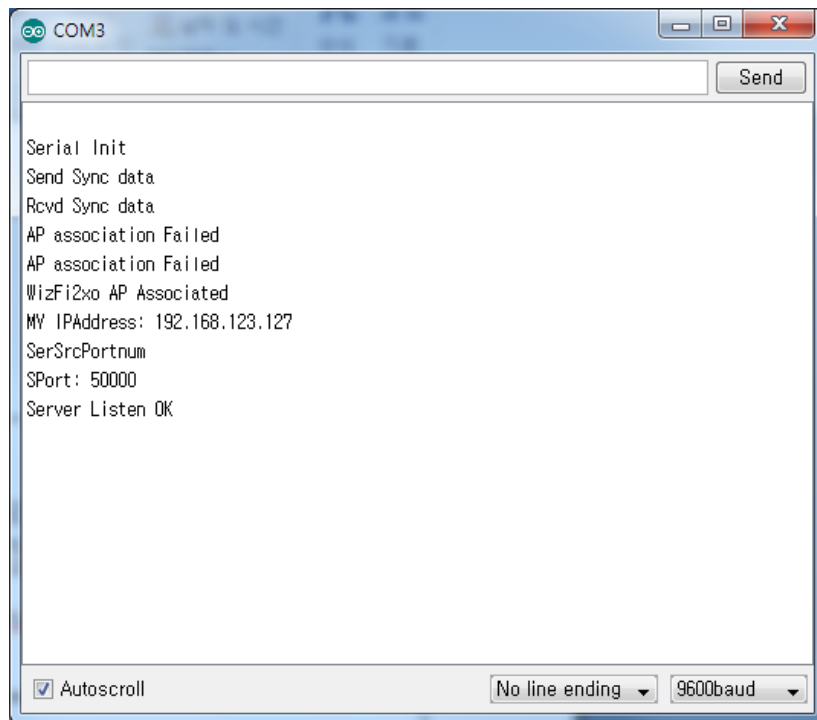 COM3
Send
Serial Init
Send Sync data
Rcvd Sync data
AP association Failed
AP association Failed
WizFi2xo AP Associated
MY IPAddress: 192.168.123.127
SerSrcPortnum
SPort: 50000
Server Listen OK
Autoscroll
No line ending
9600baud